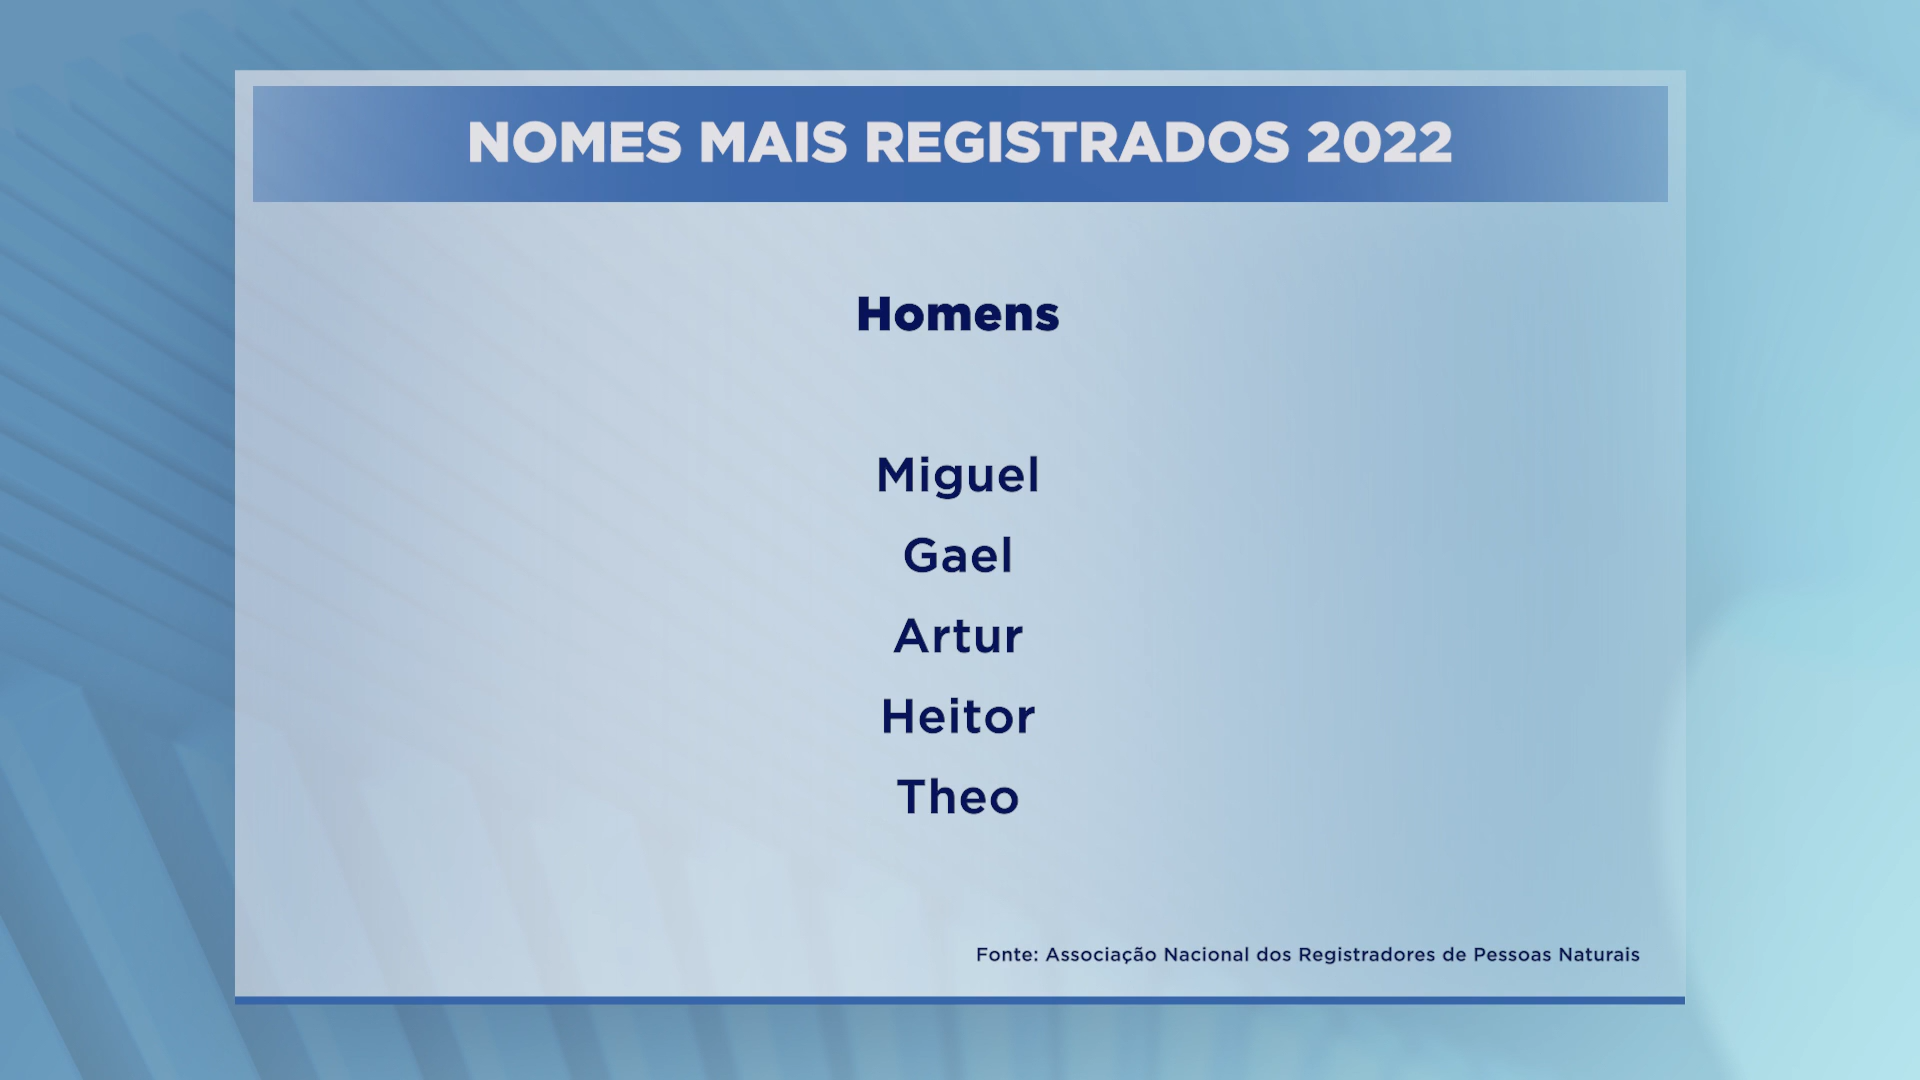 NOMES MAIS REGISTRADOS 2022
Homens
Miguel
Gael
Artur
Heitor
Theo
Fonte: Associação Nacional dos Registradores de Pessoas Naturais